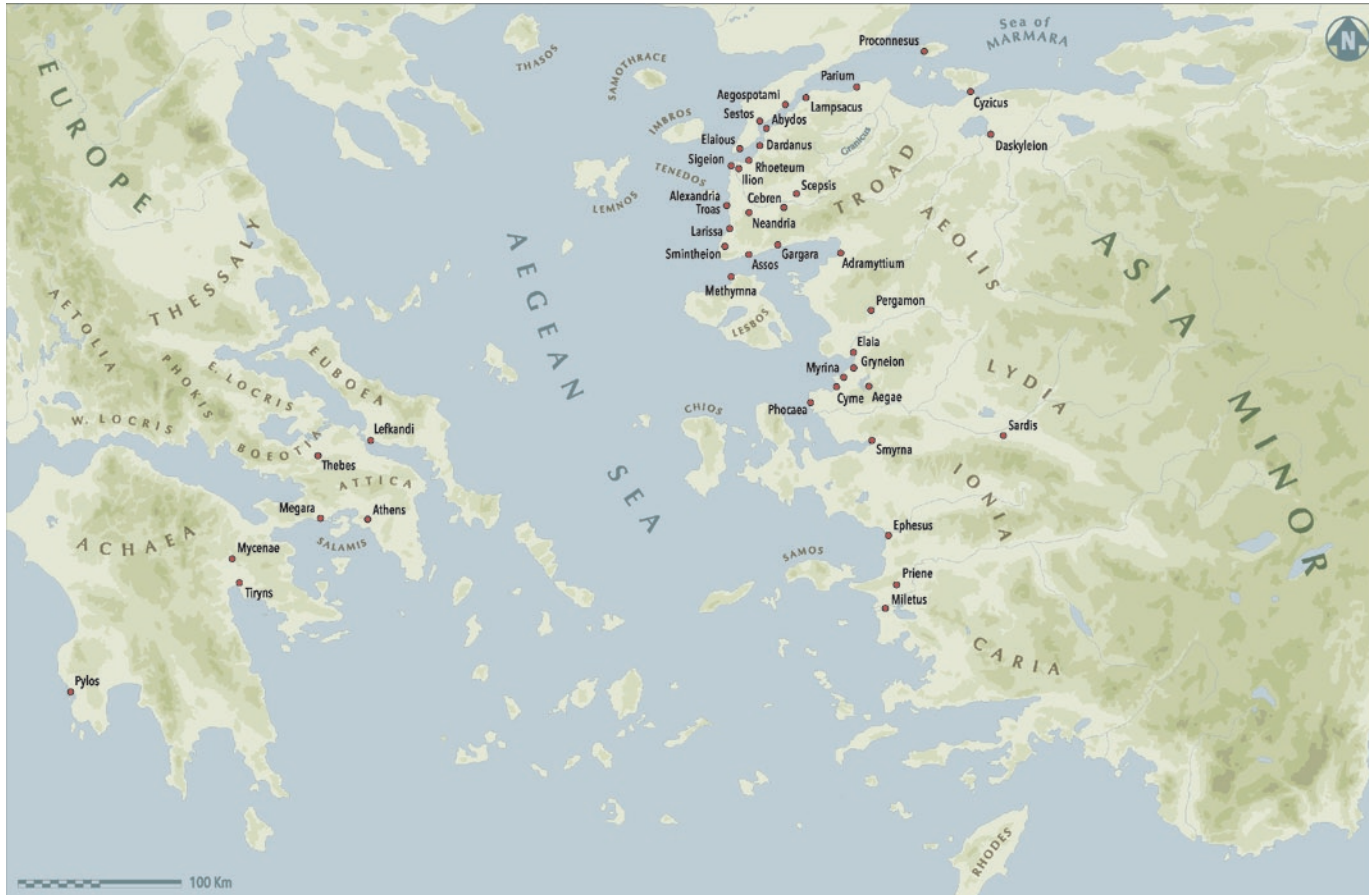 EUROPE
THASOS
SAMOTHRACE
Sea of
MARMARA
N
Proconnesus
Parium
Aegospotami
Lampsacus
Cyzicus
Sestos
Abydos
IMBROS
Dardanus
Daskyleion
Granicus
Elaious
Sigeion
Rhoeteum
Ilion
TENEDOS
LEMNOS
Scepsis
TROAD
Alexandria
Troas
Cebren
Neandria
AEOLIS
ASIA MINOR
Larissa
Smintheion
Assos
Gargara
Adramyttium
AEGEAN SEA
THESSALY
Methymna
LESBOS
Pergamon
AETOLIA
Elaia
Gryneion
Myrina
PHOKIS
E. LOCRIS
EUBOEA
LYDIA
Cyme
Aegae
Phocaea
CHIOS
W. LOCRIS
Lefkandi
Sardis
BOEOTIA
Thebes
Smyrna
ATTICA
IONIA
Megara
Athens
ACHAEA
SALAMIS
Ephesus
Mycenae
SAMOS
Tiryns
Priene
Miletus
CARIA
Pylos
RHODES
100 Km